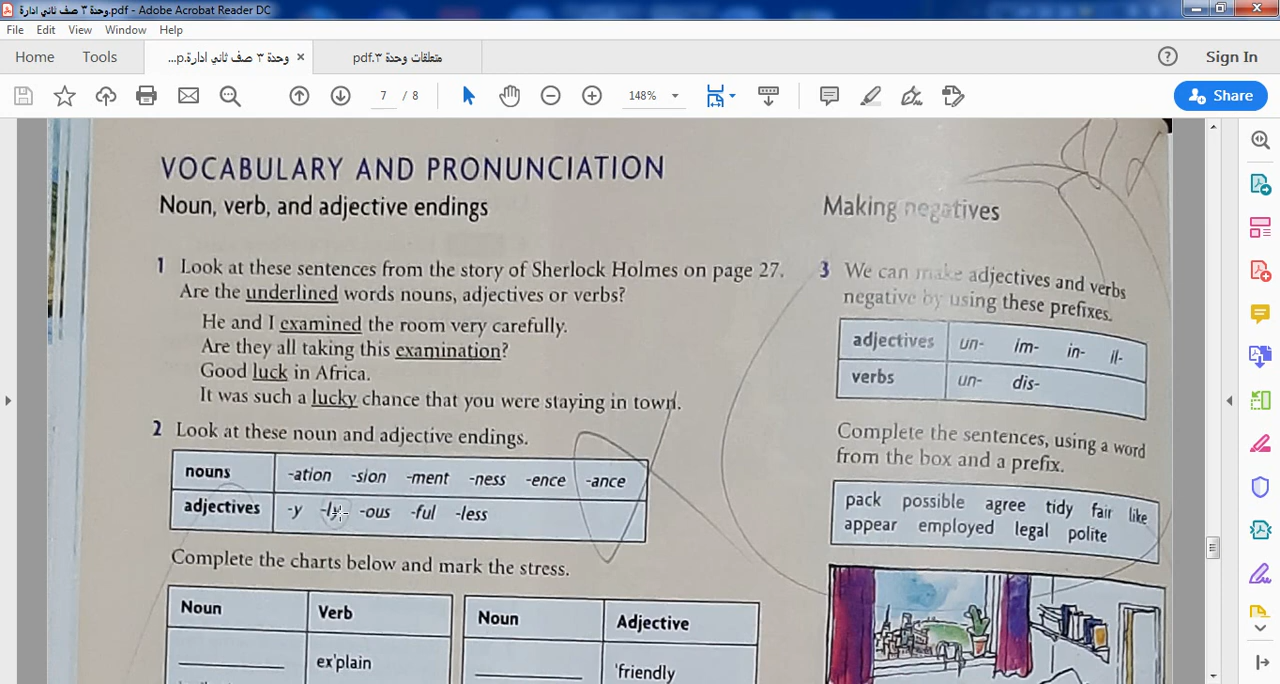 وحدة ٣ صف ثاني ادارة.pdf - Adobe Acrobat Reader DC
File Edit View Window Help
Home Tools وحدة ٣ صف ثاني ادارة.p... × متعلقات وحدة ٣.pdf Sign In
7 / 8 148% Share
VOCABULARY AND PRONUNCIATION
Noun, verb, and adjective endings
1 Look at these sentences from the story of Sherlock Holmes on page 27.
Are the underlined words nouns, adjectives or verbs?
He and I examined the room very carefully.
Are they all taking this examination?
Good luck in Africa.
It was such a lucky chance that you were staying in town.
2 Look at these noun and adjective endings.
nouns -ation -sion -ment -ness -ence -ance
adjectives -y -ly -ous -ful -less
Complete the charts below and mark the stress.
Noun Verb Noun Adjective
ex'plain 'friendly
Making negatives
3 We can make adjectives and verbs
negative by using these prefixes.
adjectives un- im- in- il-
verbs un- dis-
Complete the sentences, using a word
from the box and a prefix.
pack possible agree tidy fair like
appear employed legal polite